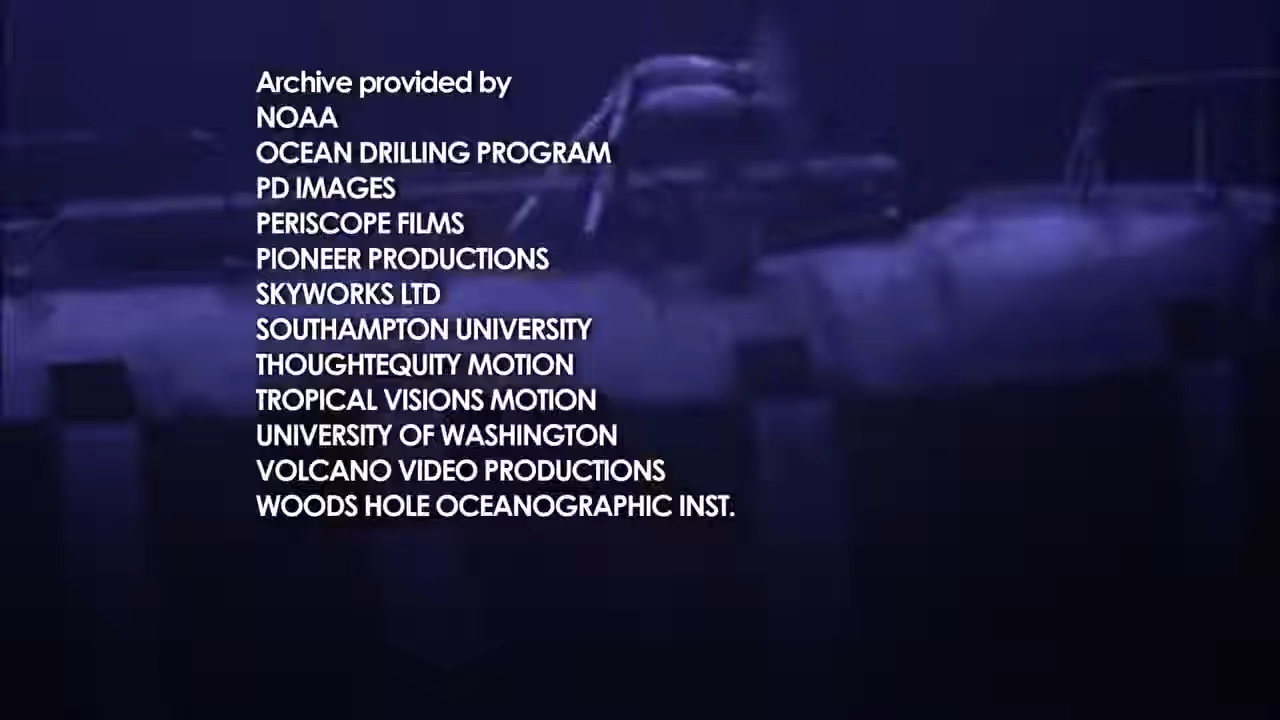 Archive provided by
NOAA
OCEAN DRILLING PROGRAM
PD IMAGES
PERISCOPE FILMS
PIONEER PRODUCTIONS
SKYWORKS LTD
SOUTHAMPTON UNIVERSITY
THOUGHTEQUITY MOTION
TROPICAL VISIONS MOTION
UNIVERSITY OF WASHINGTON
VOLCANO VIDEO PRODUCTIONS
WOODS HOLE OCEANOGRAPHIC INST.